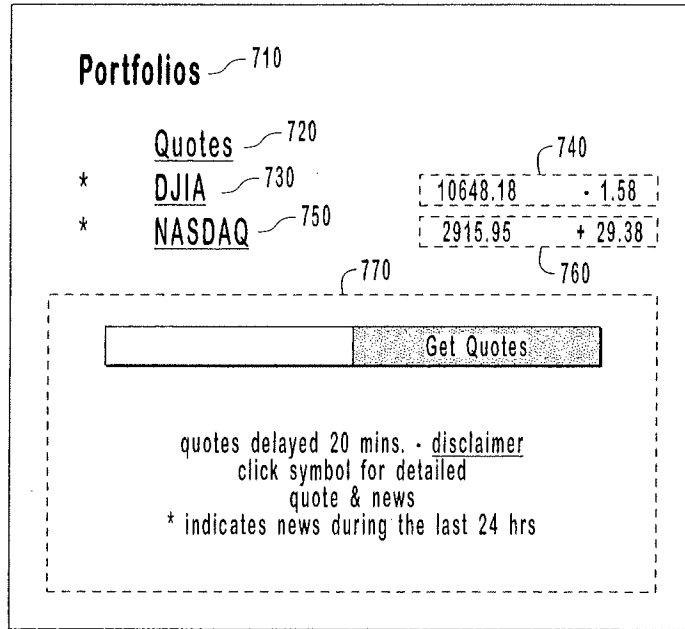 Portfolios 710
Quotes 720
740
* DJIA 730 10648.18 - 1.58
* NASDAQ 750 2915.95 + 29.38
770 760
Get Quotes
quotes delayed 20 mins. - disclaimer
click symbol for detailed
quote & news
* indicates news during the last 24 hrs